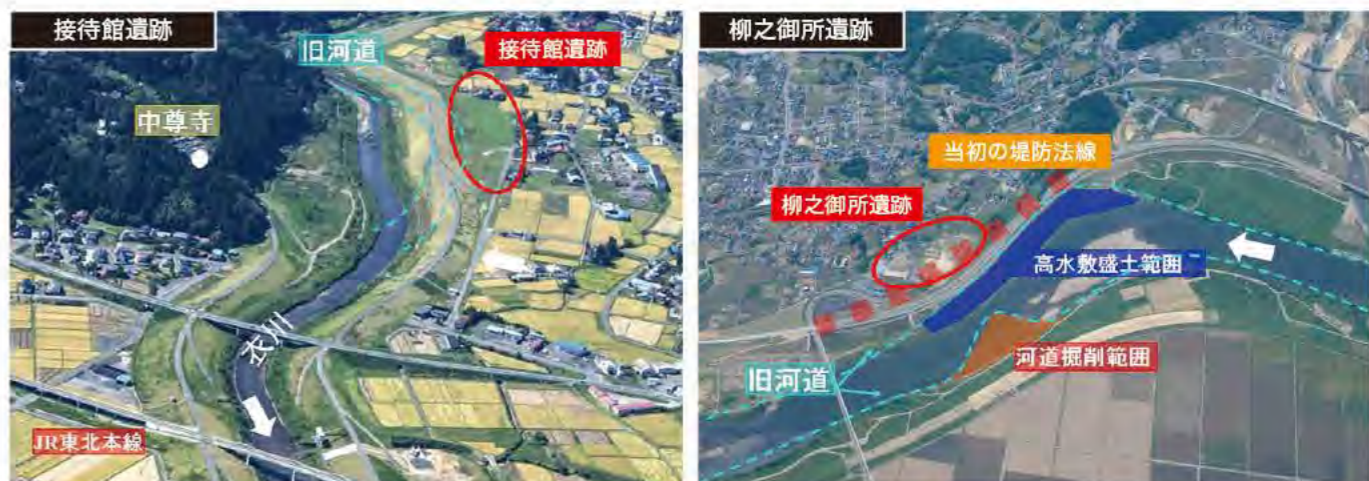 接待館遺跡
旧河道
接待館遺跡
中尊寺
衣川
JR東北本線
柳之御所遺跡
当初の堤防法線
柳之御所遺跡
高水敷盛土範囲
河道掘削範囲
旧河道